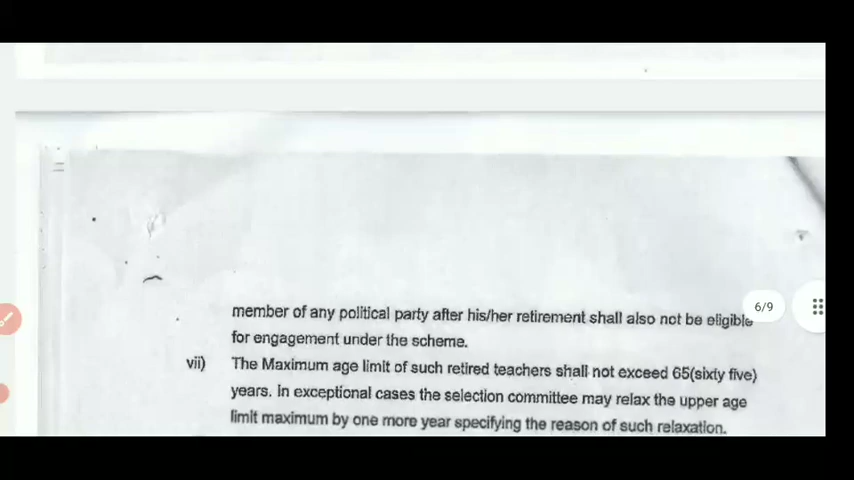 member of any political party after his/her retirement shall also not be eligible
6/9
for engagement under the scheme.
vii) The Maximum age limit of such retired teachers shall not exceed 65(sixty five)
years. In exceptional cases the selection committee may relax the upper age
limit maximum by one more year specifying the reason of such relaxation.